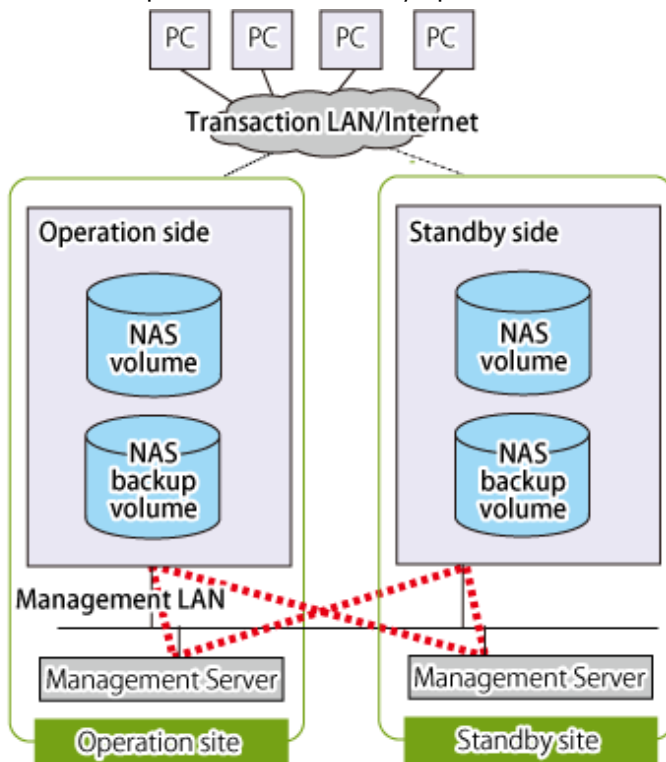 PC PC PC PC
Transaction LAN/Internet
Operation side
NAS
volume
NAS
backup
volume
Standby side
NAS
volume
NAS
backup
volume
Management LAN
Management Server
Management Server
Operation site
Standby site